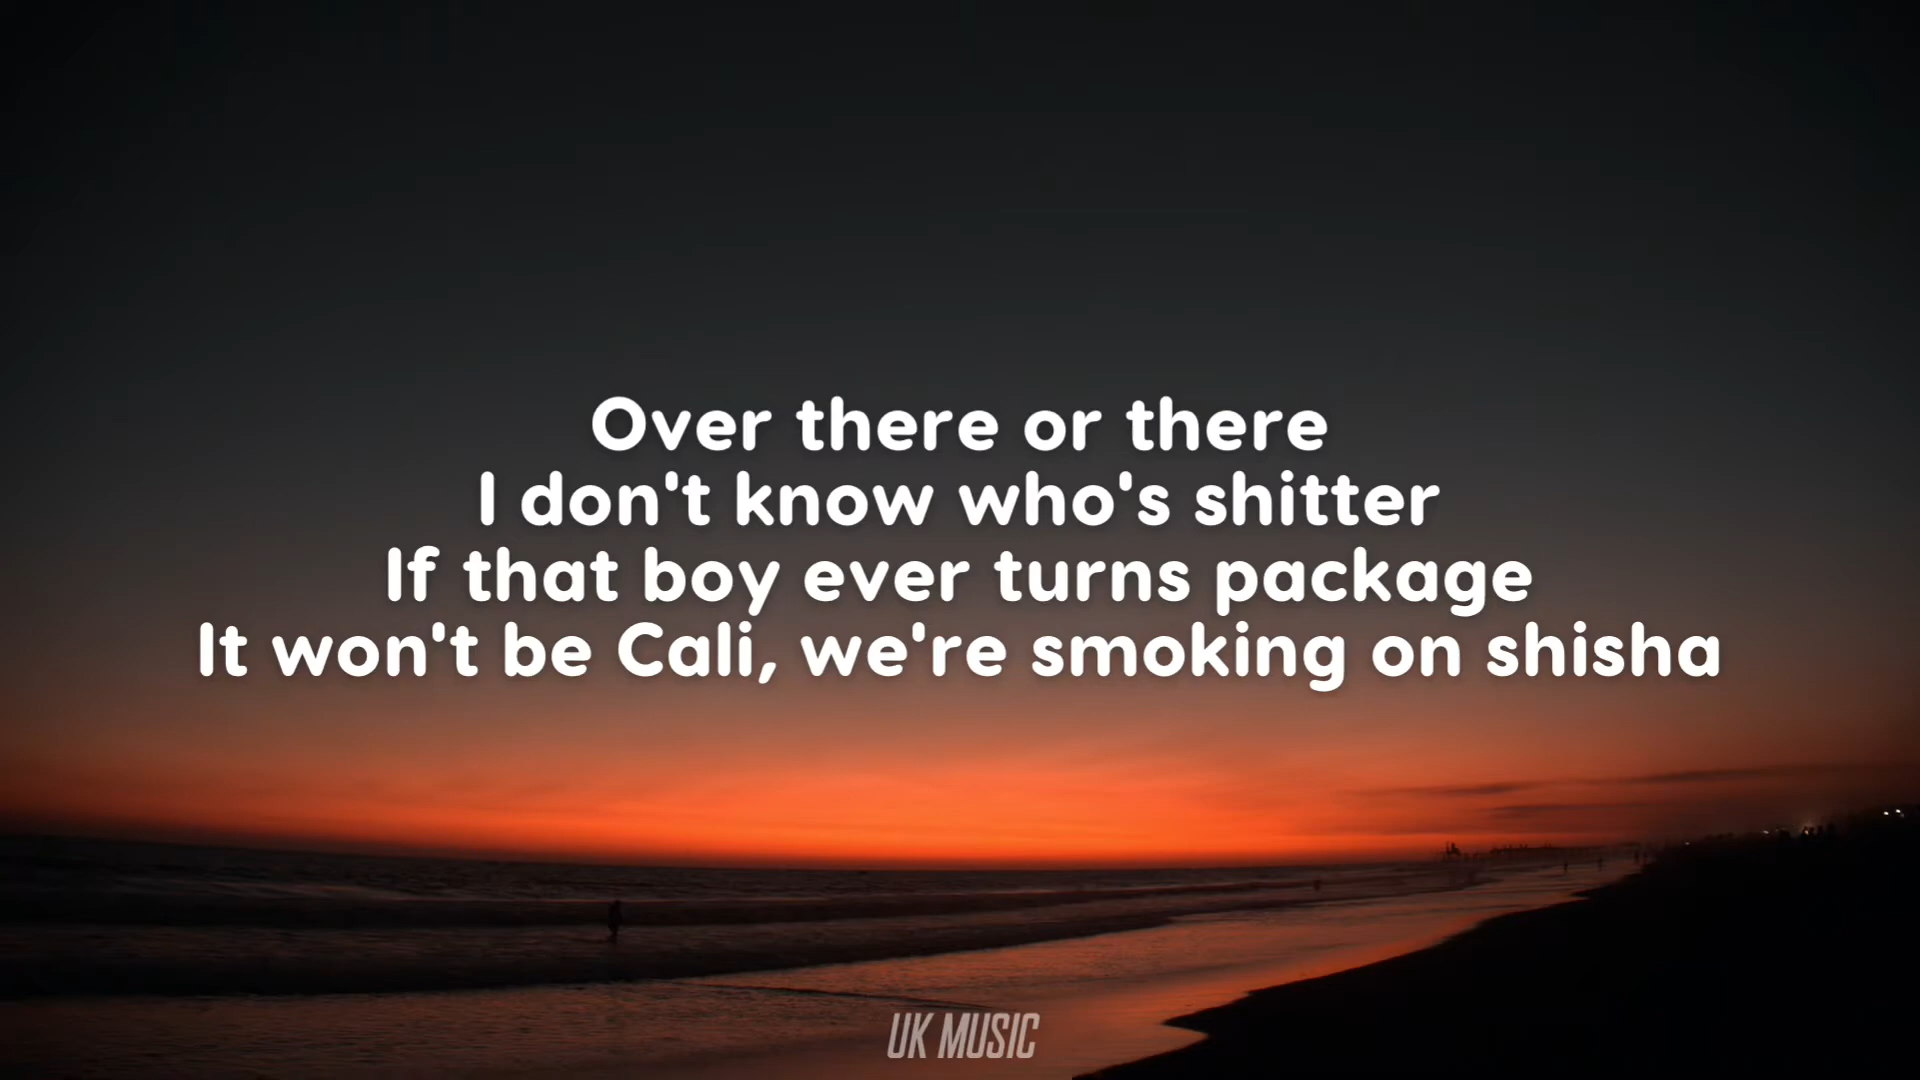 Over there or there
I don't know who's shitter
If that boy ever turns package
It won't be Cali, we're smoking on shisha
UK MUSIC